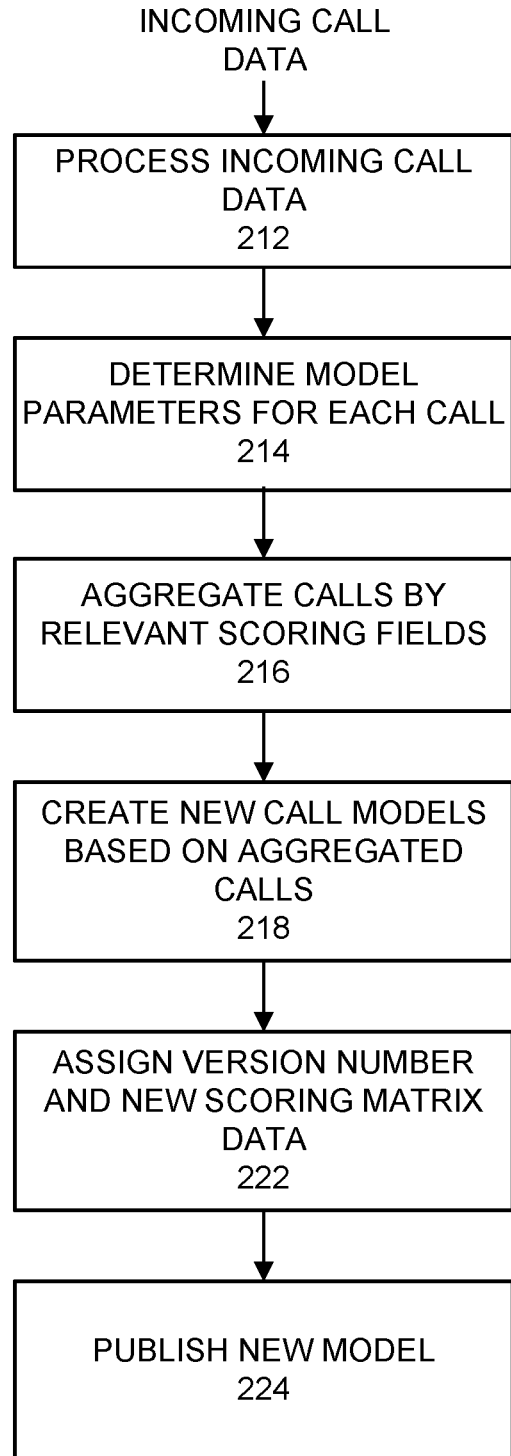 INCOMING CALL
DATA
PROCESS INCOMING CALL
DATA
212
DETERMINE MODEL
PARAMETERS FOR EACH CALL
214
AGGREGATE CALLS BY
RELEVANT SCORING FIELDS
216
CREATE NEW CALL MODELS
BASED ON AGGREGATED
CALLS
218
ASSIGN VERSION NUMBER
AND NEW SCORING MATRIX
DATA
222
PUBLISH NEW MODEL
224